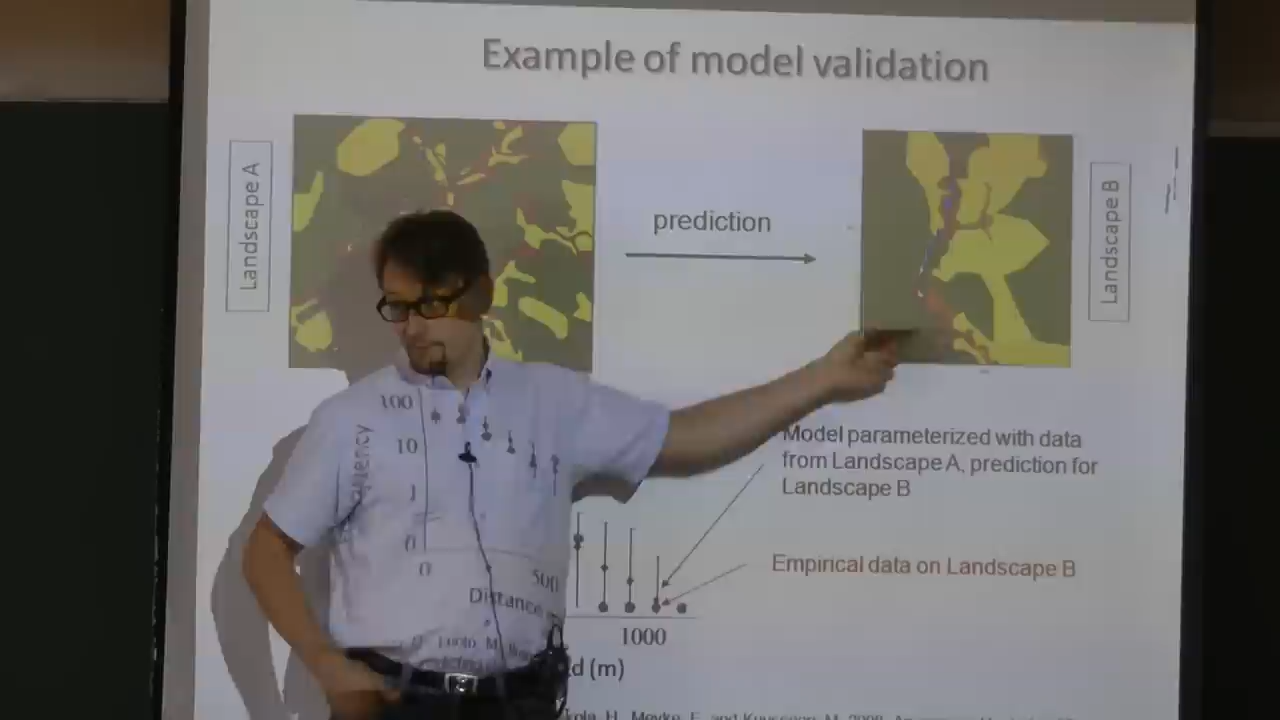 Example of model validation
Landscape A
prediction
Landscape B
100
10
1
0
0
500
1000
Distance
d (m)
Model parameterized with data
from Landscape A, prediction for
Landscape B
Empirical data on Landscape B